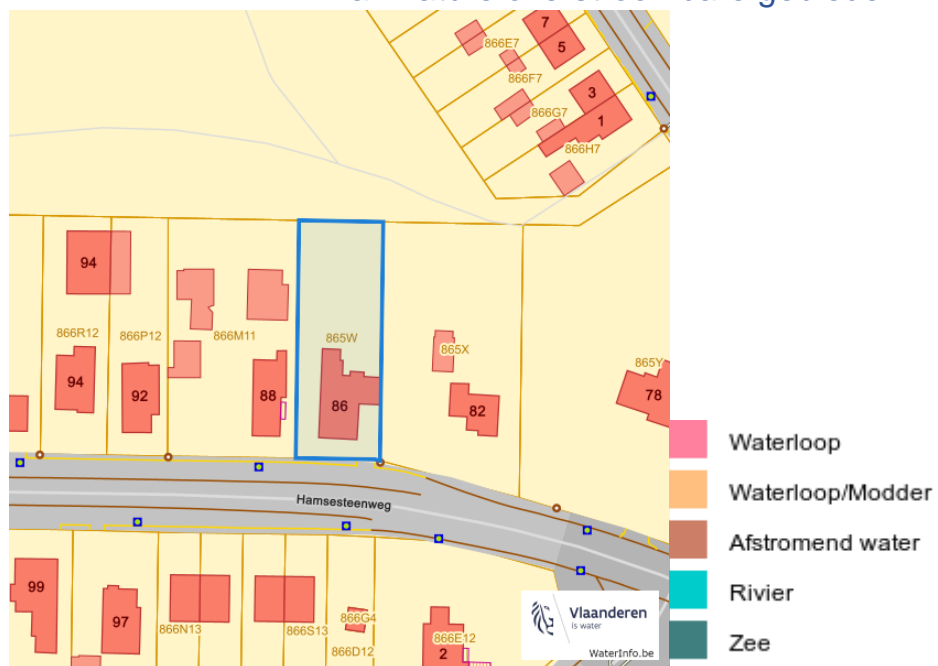 7
866E7
5
866F7
3
866G7
1
866H7
94
866R12
866P12
866M11
865W
865X
865Y
94
92
88
86
82
78
Hamsesteenweg
99
97
866N13
866S13
866G4
866D12
866E12
2
Vlaanderen
is water
WaterInfo.be
Waterloop
Waterloop/Modder
Afstromend water
Rivier
Zee